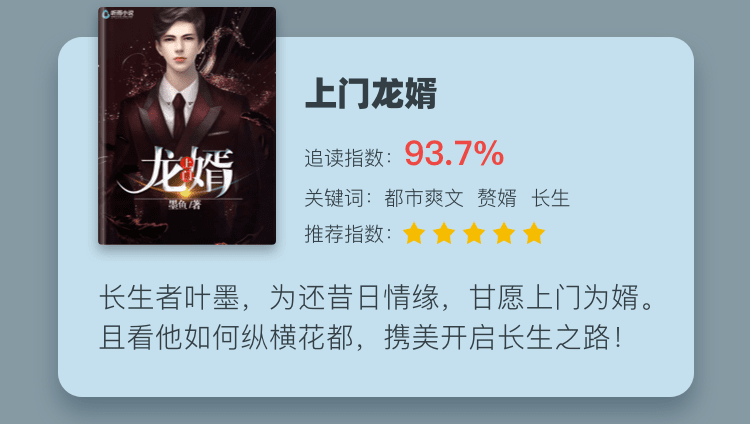 上门龙婿
追读指数：93.7%
关键词：都市爽文 赘婿 长生
推荐指数：
上门
龙婿
墨鱼/著
长生者叶墨，为还昔日情缘，甘愿上门为婿。
且看他如何纵横花都，携美开启长生之路！